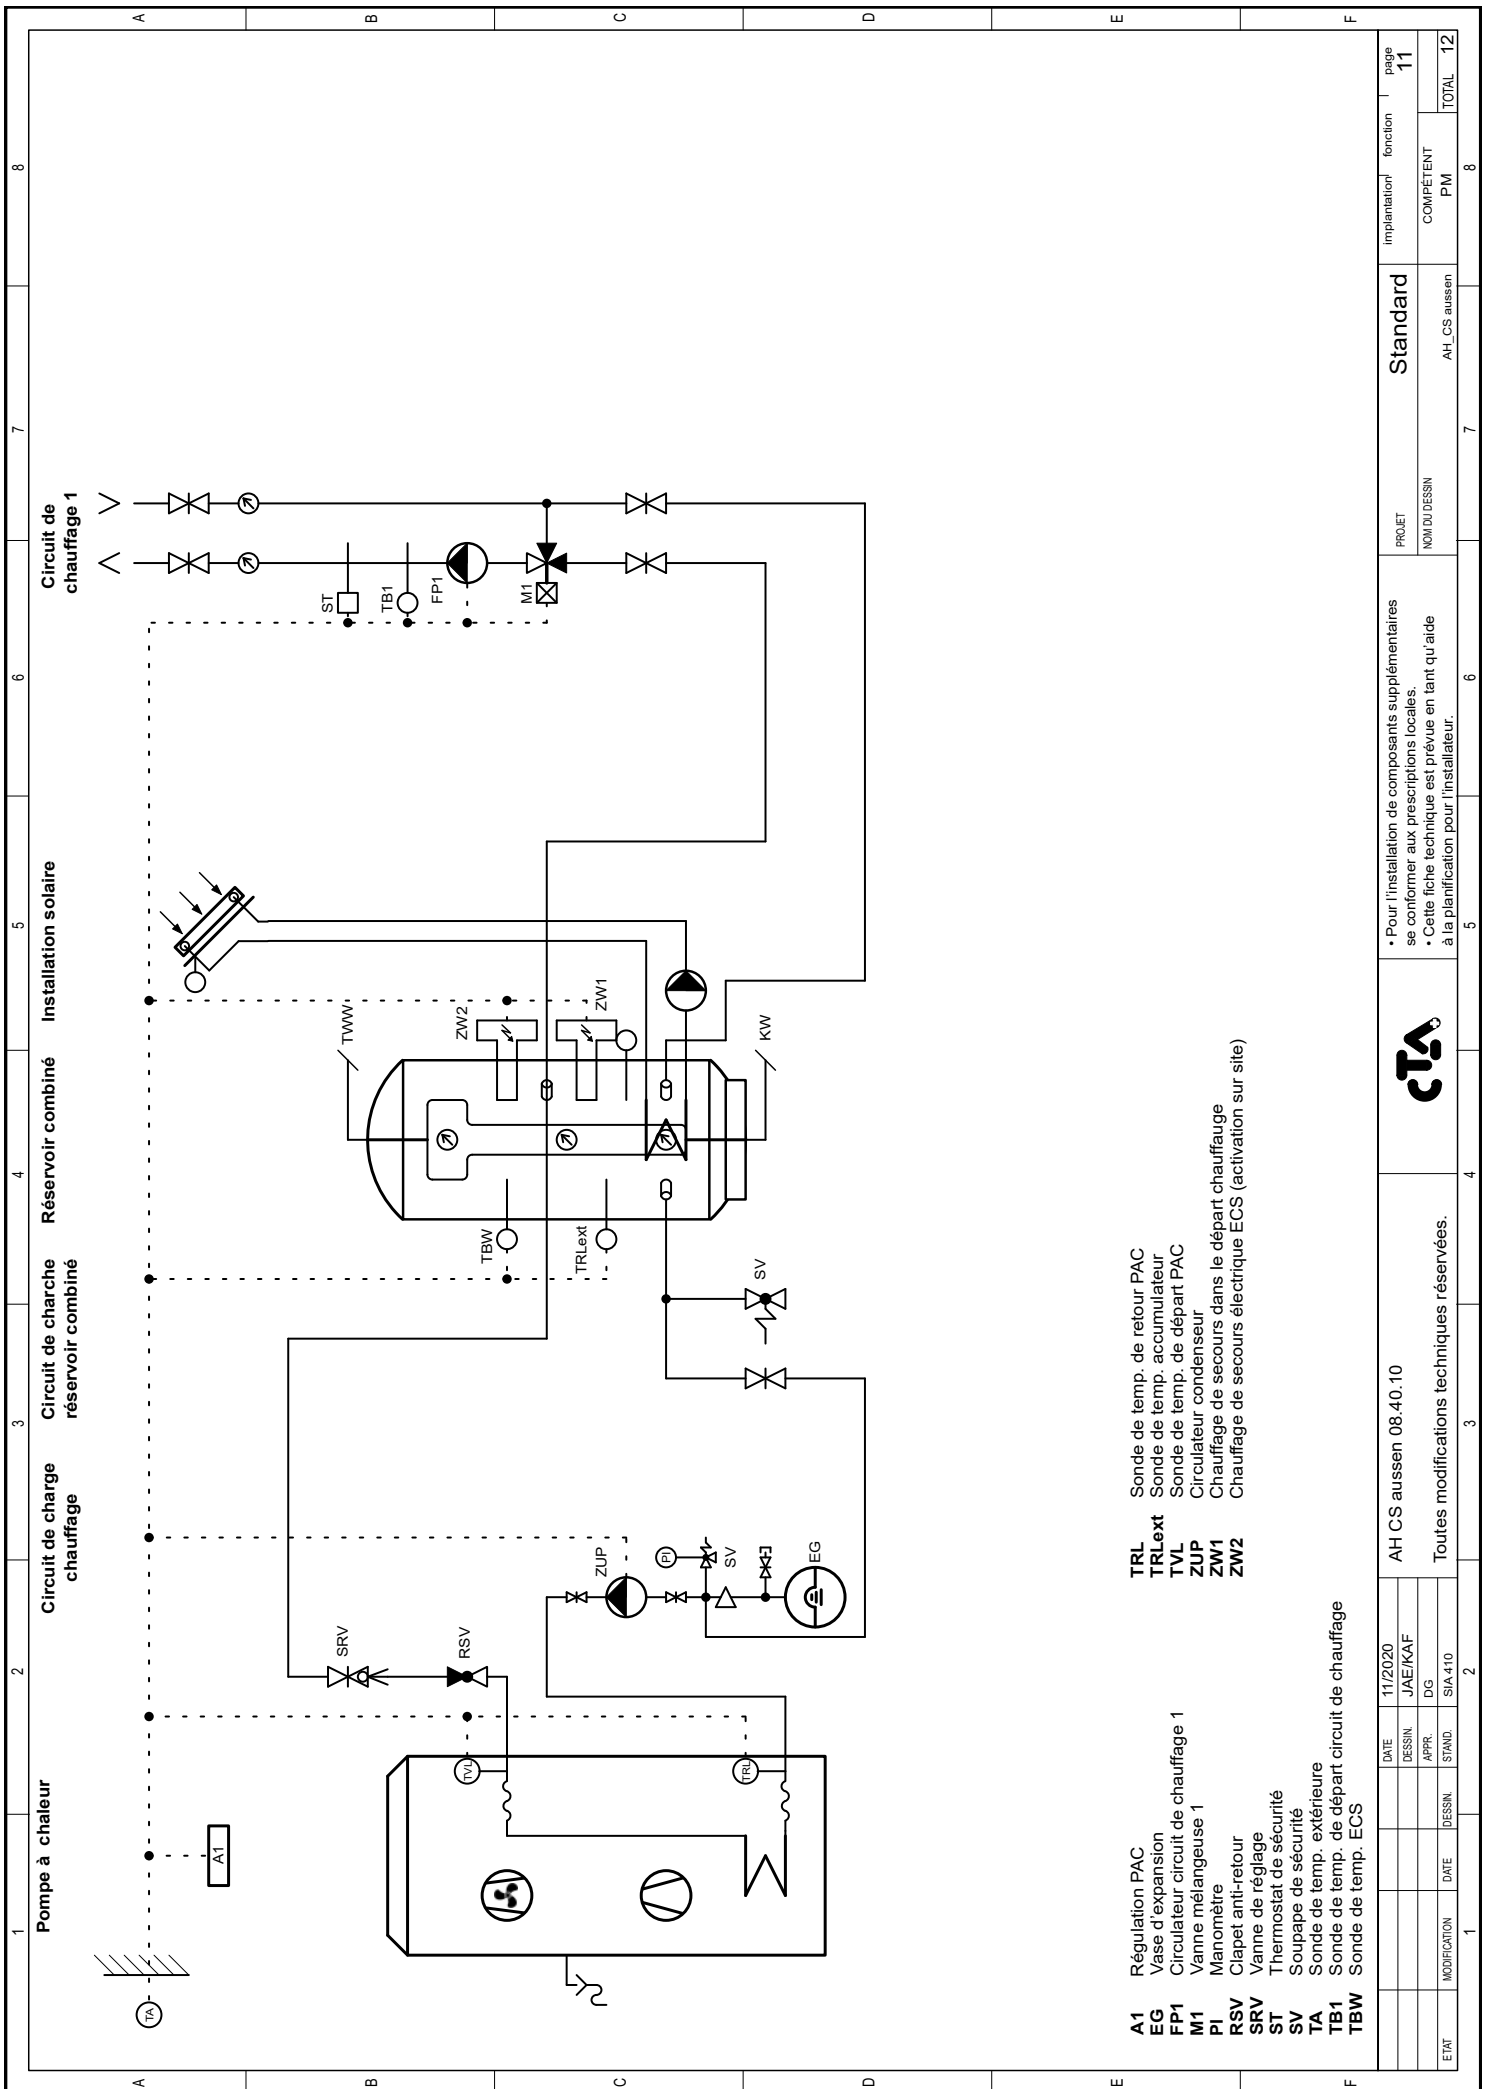 1 2 3 4 5 6 7 8
A
B
C
D
E
F
Pompe à chaleur
Circuit de charge
chauffage
Circuit de charche
réservoir combiné
Réservoir combiné
Installation solaire
Circuit de
chauffage 1
TA
A1
TVL
TRL
SRV
RSV
ZUP
PI
SV
EG
SV
TBW
TRLext
TWW
ZW2
ZW1
KW
ST
TB1
FP1
M1
A1 Régulation PAC
EG Vase d'expansion
FP1 Circulateur circuit de chauffage 1
M1 Vanne mélangeuse 1
PI Manomètre
RSV Clapet anti-retour
SRV Vanne de réglage
ST Thermostat de sécurité
SV Soupape de sécurité
TA Sonde de temp. extérieure
TB1 Sonde de temp. de départ circuit de chauffage
TBW Sonde de temp. ECS
TRL Sonde de temp. de retour PAC
TRLext Sonde de temp. accumulateur
TVL Sonde de temp. de départ PAC
ZUP Circulateur condenseur
ZW1 Chauffage de secours dans le départ chauffauge
ZW2 Chauffage de secours électrique ECS (activation sur site)
ETAT MODIFICATION DATE DESSIN.
DATE 11/2020
DESSIN. JAE/KAF
APPR. DG
STAND. SIA 410
AH CS aussen 08.40.10
Toutes modifications techniques réservées.
CTA
• Pour l'installation de composants supplémentaires
se conformer aux prescriptions locales.
• Cette fiche technique est prévue en tant qu'aide
à la planification pour l'installateur.
PROJET
Standard
NOM DU DESSIN
AH_CS aussen
implantation fonction page
11
COMPÉTENT
PM
TOTAL 12
1 2 3 4 5 6 7 8
A
B
C
D
E
F